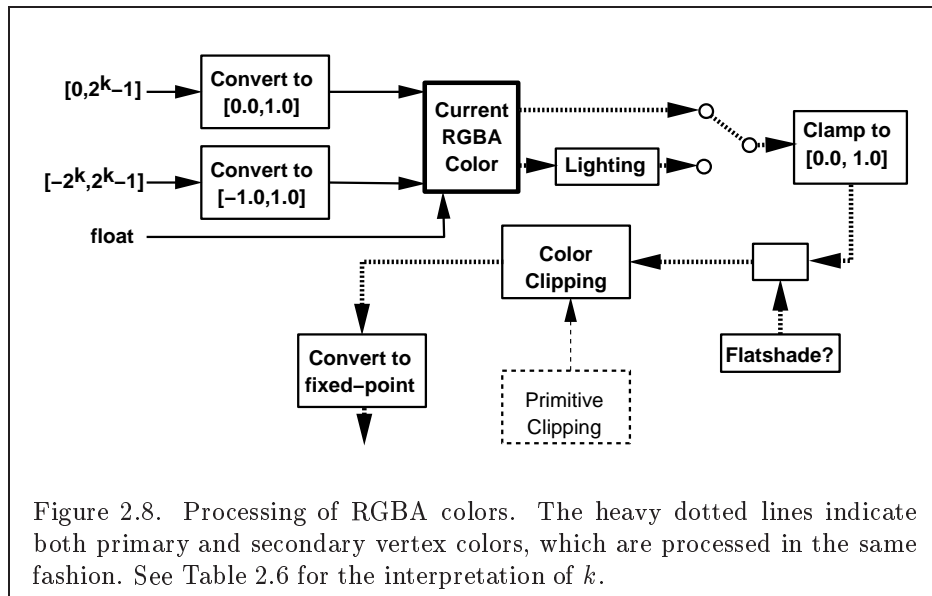 [0,2^k–1]
Convert to
[0.0,1.0]
Current
RGBA
Color
Clamp to
[0.0, 1.0]
Lighting
[–2^k,2^k–1]
Convert to
[–1.0,1.0]
float
Color
Clipping
Flatshade?
Convert to
fixed–point
Primitive
Clipping
Figure 2.8. Processing of RGBA colors. The heavy dotted lines indicate
both primary and secondary vertex colors, which are processed in the same
fashion. See Table 2.6 for the interpretation of k.